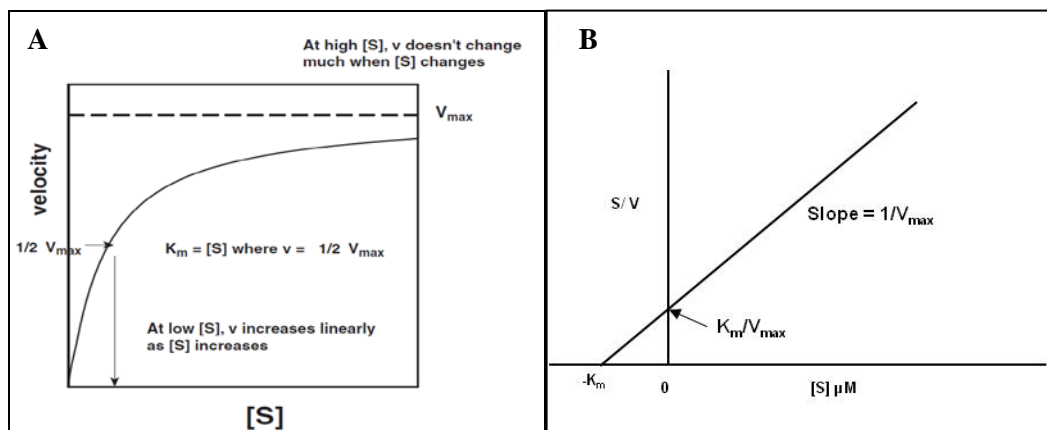 A
At high [S], v doesn't change
much when [S] changes
Vmax
velocity
1/2 Vmax
Km = [S] where v = 1/2 Vmax
At low [S], v increases linearly
as [S] increases
[S]
B
S/ V
Slope = 1/Vmax
Km/Vmax
-Km
0
[S] µM